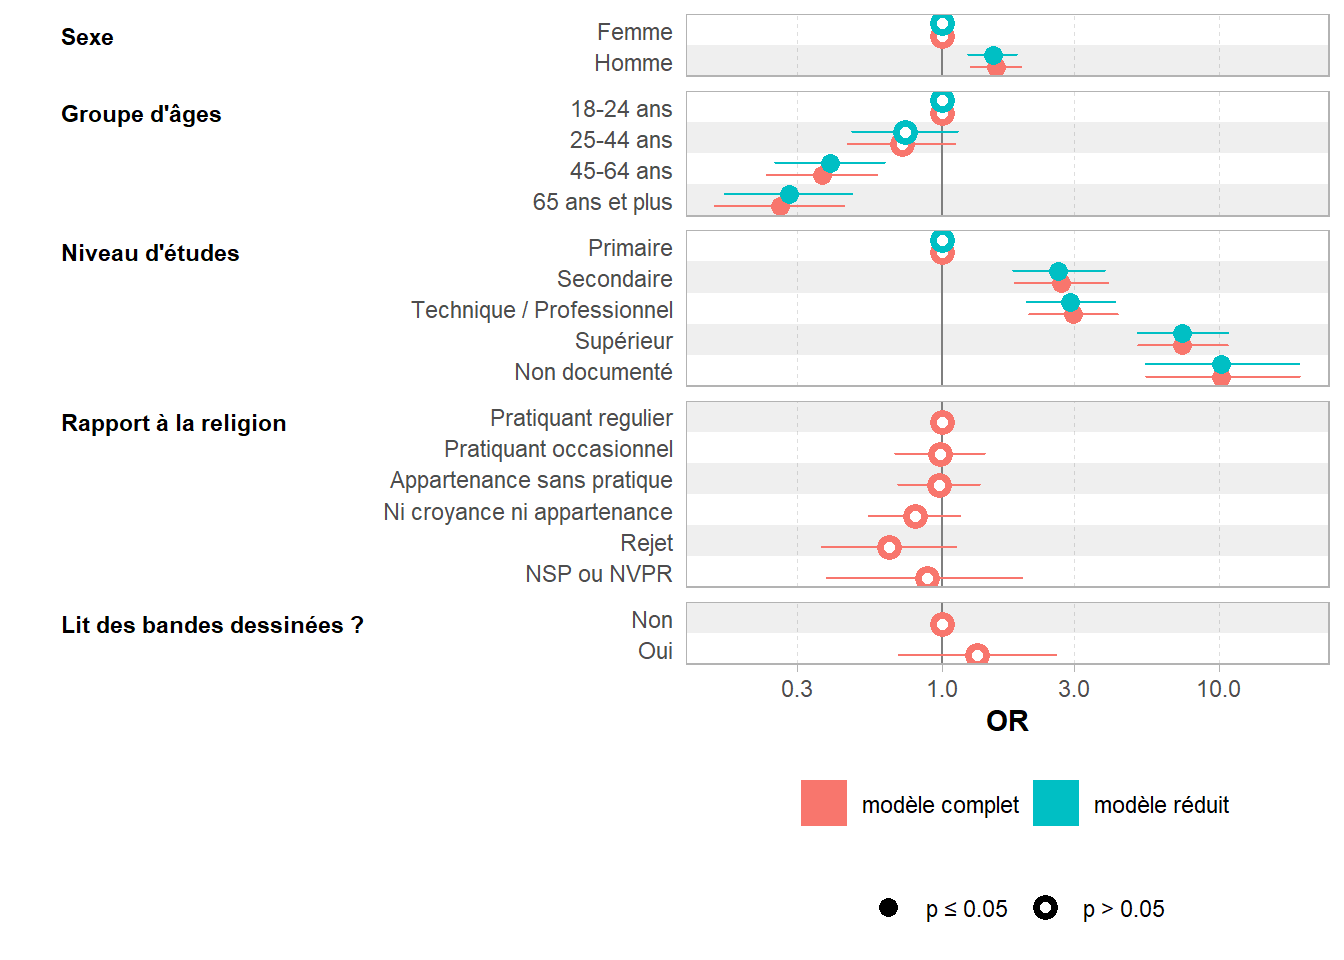 Sexe
Femme
Homme
Groupe d'âges
18-24 ans
25-44 ans
45-64 ans
65 ans et plus
Niveau d'études
Primaire
Secondaire
Technique / Professionnel
Supérieur
Non documenté
Rapport à la religion
Pratiquant regulier
Pratiquant occasionnel
Appartenance sans pratique
Ni croyance ni appartenance
Rejet
NSP ou NVPR
Lit des bandes dessinées ?
Non
Oui
0.3 1.0 3.0 10.0
OR
modèle complet modèle réduit
p ≤ 0.05 p > 0.05